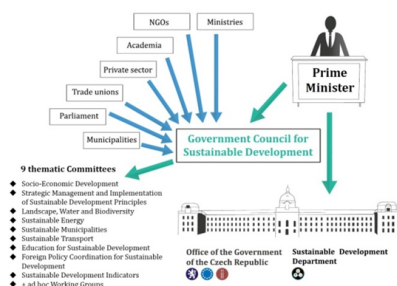 NGOs
Ministries
Academia
Private sector
Trade unions
Parliament
Municipalities
Prime
Minister
Government Council for
Sustainable Development
9 thematic Committees
◆ Socio-Economic Development
◆ Strategic Management and Implementation
of Sustainable Development Principles
◆ Landscape, Water and Biodiversity
◆ Sustainable Energy
◆ Sustainable Municipalities
◆ Sustainable Transport
◆ Education for Sustainable Development
◆ Foreign Policy Coordination for Sustainable
Development
◆ Sustainable Development Indicators
◆ + ad hoc Working Groups
Office of the Government
of the Czech Republic
Sustainable Development
Department